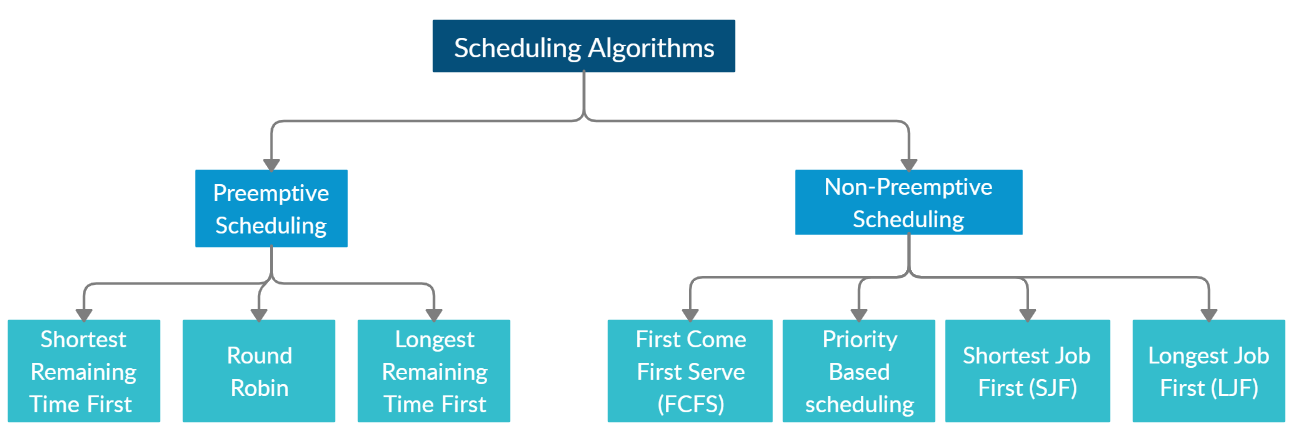 Scheduling Algorithms
Preemptive
Scheduling
Non-Preemptive
Scheduling
Shortest
Remaining
Time First
Round
Robin
Longest
Remaining
Time First
First Come
First Serve
(FCFS)
Priority
Based
scheduling
Shortest Job
First (SJF)
Longest Job
First (LJF)